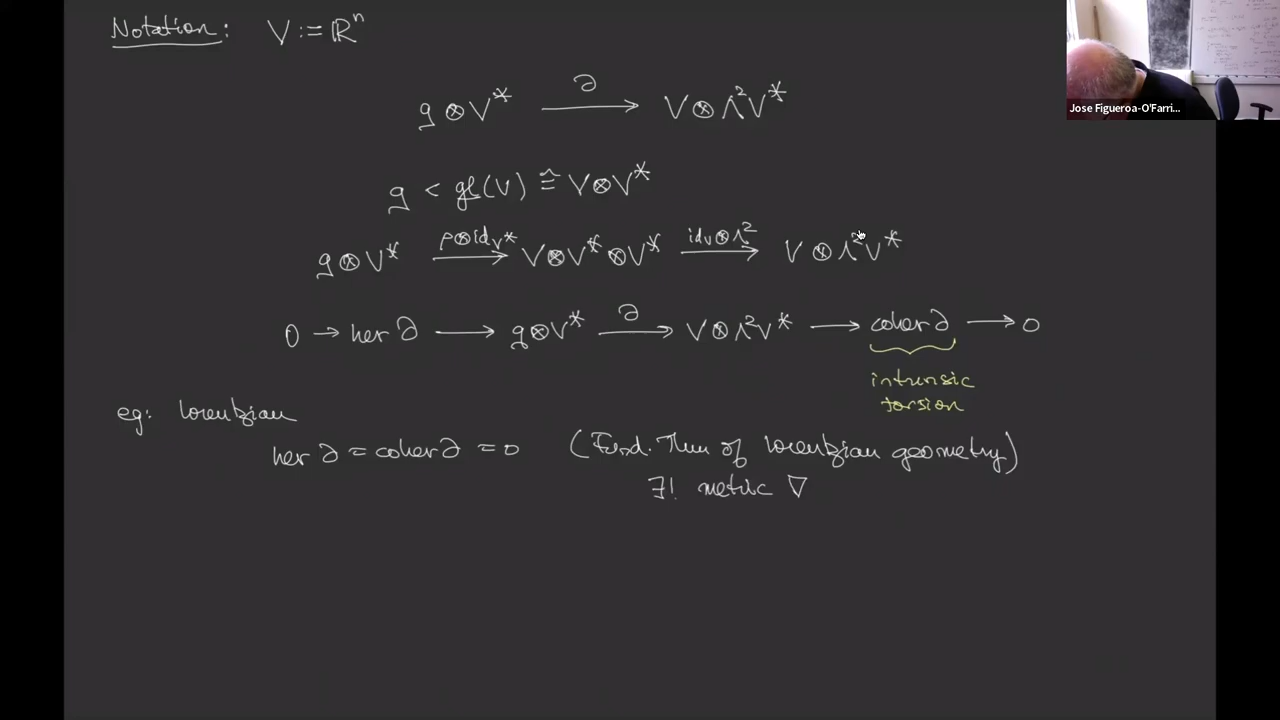 Notation: V := ℝⁿ
Jose Figueroa-O'Farri...
g ⊗ V* —∂→ V ⊗ Λ²V*
g < gl(V) ≅ V ⊗ V*
g ⊗ V* —ρ⊗id_V*→ V ⊗ V* ⊗ V* —id_V⊗Λ²→ V ⊗ Λ²V*
0 → ker ∂ → g ⊗ V* —∂→ V ⊗ Λ²V* → coker ∂ → 0
intrinsic
torsion
eg: Lorentzian
ker ∂ = coker ∂ = 0 (Fund. Thm of Lorentzian geometry)
∃! metric ∇